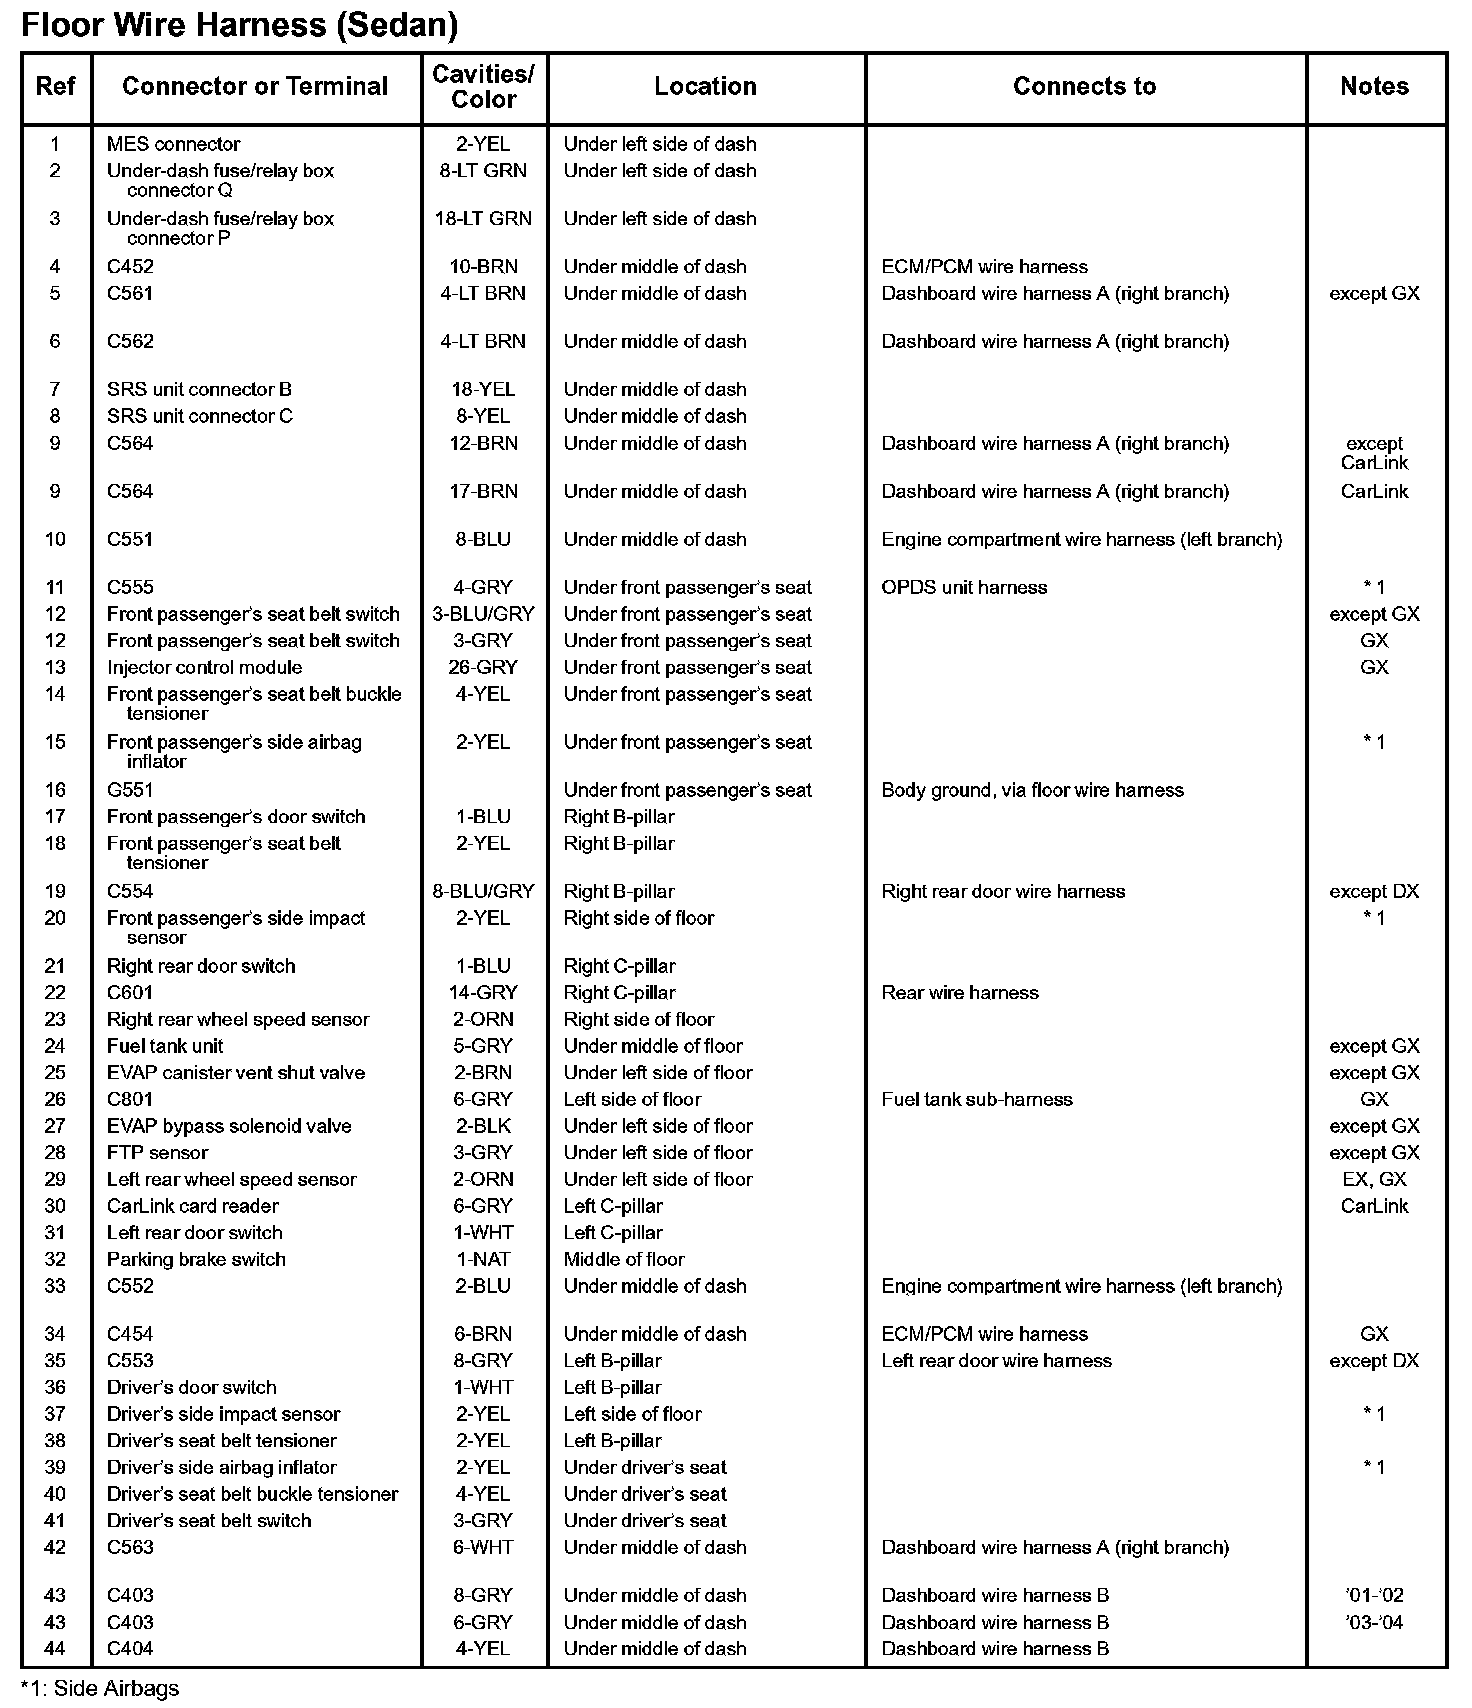 Floor Wire Harness (Sedan)
Ref Connector or Terminal Cavities/ Color Location Connects to Notes
1 MES connector 2-YEL Under left side of dash
2 Under-dash fuse/relay box 8-LT GRN Under left side of dash
connector Q
3 Under-dash fuse/relay box 18-LT GRN Under left side of dash
connector P
4 C452 10-BRN Under middle of dash ECM/PCM wire harness
5 C561 4-LT BRN Under middle of dash Dashboard wire harness A (right branch) except GX
6 C562 4-LT BRN Under middle of dash Dashboard wire harness A (right branch)
7 SRS unit connector B 18-YEL Under middle of dash
8 SRS unit connector C 8-YEL Under middle of dash
9 C564 12-BRN Under middle of dash Dashboard wire harness A (right branch) except
CarLink
9 C564 17-BRN Under middle of dash Dashboard wire harness A (right branch) CarLink
10 C551 8-BLU Under middle of dash Engine compartment wire harness (left branch)
11 C555 4-GRY Under front passenger's seat OPDS unit harness * 1
12 Front passenger's seat belt switch 3-BLU/GRY Under front passenger's seat except GX
12 Front passenger's seat belt switch 3-GRY Under front passenger's seat GX
13 Injector control module 26-GRY Under front passenger's seat GX
14 Front passenger's seat belt buckle 4-YEL Under front passenger's seat
tensioner
15 Front passenger's side airbag 2-YEL Under front passenger's seat * 1
inflator
16 G551 Under front passenger's seat Body ground, via floor wire harness
17 Front passenger's door switch 1-BLU Right B-pillar
18 Front passenger's seat belt 2-YEL Right B-pillar
tensioner
19 C554 8-BLU/GRY Right B-pillar Right rear door wire harness except DX
20 Front passenger's side impact 2-YEL Right side of floor * 1
sensor
21 Right rear door switch 1-BLU Right C-pillar
22 C601 14-GRY Right C-pillar Rear wire harness
23 Right rear wheel speed sensor 2-ORN Right side of floor
24 Fuel tank unit 5-GRY Under middle of floor except GX
25 EVAP canister vent shut valve 2-BRN Under left side of floor except GX
26 C801 6-GRY Left side of floor Fuel tank sub-harness GX
27 EVAP bypass solenoid valve 2-BLK Under left side of floor except GX
28 FTP sensor 3-GRY Under left side of floor except GX
29 Left rear wheel speed sensor 2-ORN Under left side of floor EX, GX
30 CarLink card reader 6-GRY Left C-pillar CarLink
31 Left rear door switch 1-WHT Left C-pillar
32 Parking brake switch 1-NAT Middle of floor
33 C552 2-BLU Under middle of dash Engine compartment wire harness (left branch)
34 C454 6-BRN Under middle of dash ECM/PCM wire harness GX
35 C553 8-GRY Left B-pillar Left rear door wire harness except DX
36 Driver's door switch 1-WHT Left B-pillar
37 Driver's side impact sensor 2-YEL Left side of floor * 1
38 Driver's seat belt tensioner 2-YEL Left B-pillar
39 Driver's side airbag inflator 2-YEL Under driver's seat * 1
40 Driver's seat belt buckle tensioner 4-YEL Under driver's seat
41 Driver's seat belt switch 3-GRY Under driver's seat
42 C563 6-WHT Under middle of dash Dashboard wire harness A (right branch)
43 C403 8-GRY Under middle of dash Dashboard wire harness B '01-'02
43 C403 6-GRY Under middle of dash Dashboard wire harness B '03-'04
44 C404 4-YEL Under middle of dash Dashboard wire harness B
*1: Side Airbags